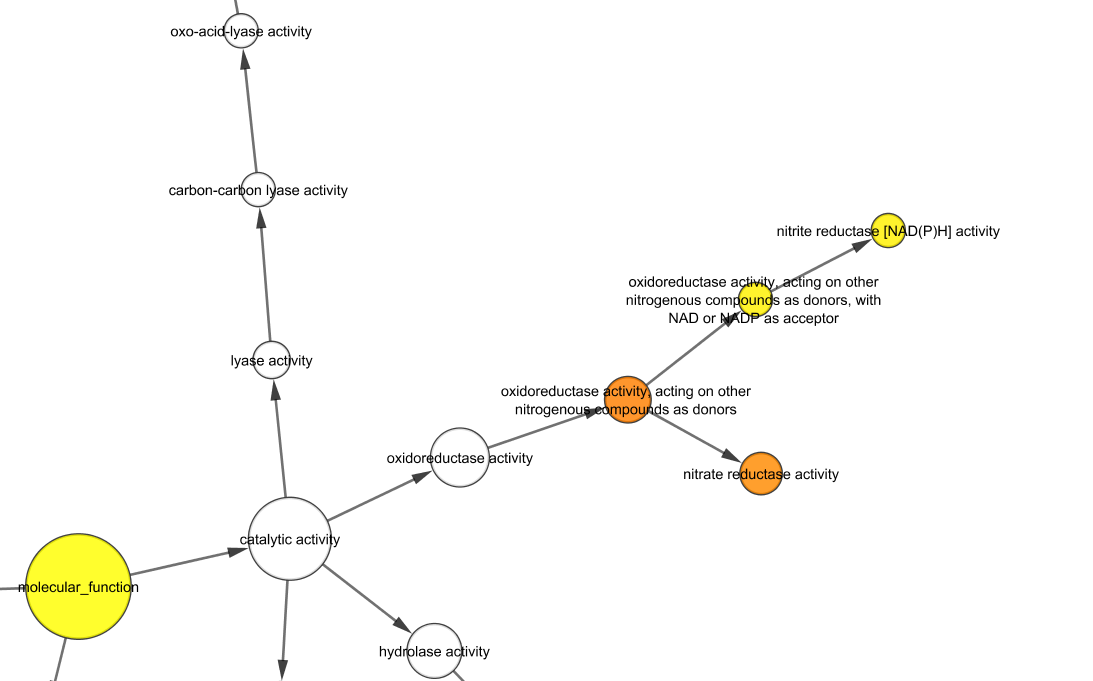 oxo-acid-lyase activity
carbon-carbon lyase activity
nitrite reductase [NAD(P)H] activity
oxidoreductase activity, acting on other
nitrogenous compounds as donors, with
NAD or NADP as acceptor
lyase activity
oxidoreductase activity, acting on other
nitrogenous compounds as donors
oxidoreductase activity
nitrate reductase activity
catalytic activity
molecular_function
hydrolase activity